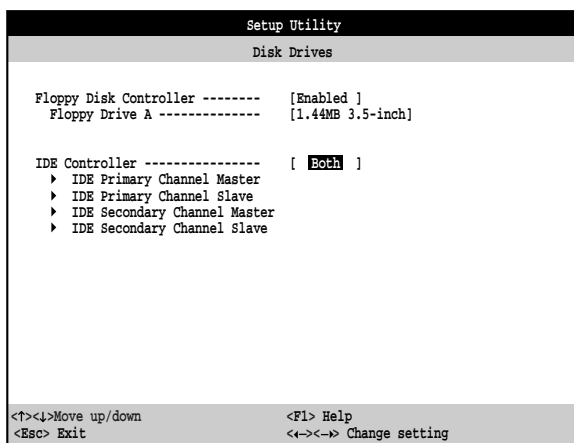 Setup Utility
Disk Drives
Floppy Disk Controller -------- [Enabled ]
Floppy Drive A -------------- [1.44MB 3.5-inch]
IDE Controller ---------------- [ Both ]
IDE Primary Channel Master
IDE Primary Channel Slave
IDE Secondary Channel Master
IDE Secondary Channel Slave
<↑><↓>Move up/down <F1> Help
<Esc> Exit <←><→> Change setting